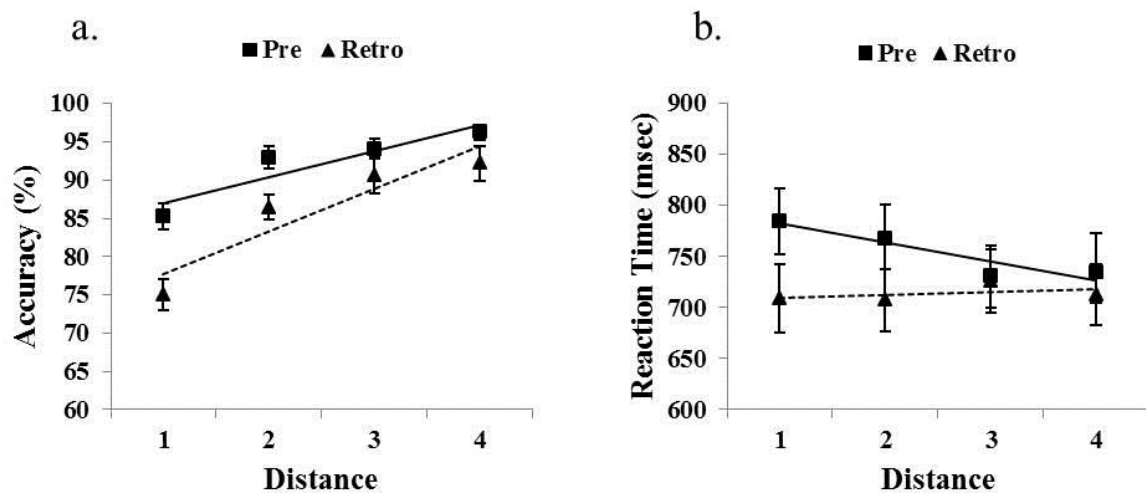 a.
■ Pre ▲ Retro
Accuracy (%)
100
95
90
85
80
75
70
65
60
1 2 3 4
Distance
b.
■ Pre ▲ Retro
Reaction Time (msec)
900
850
800
750
700
650
600
1 2 3 4
Distance